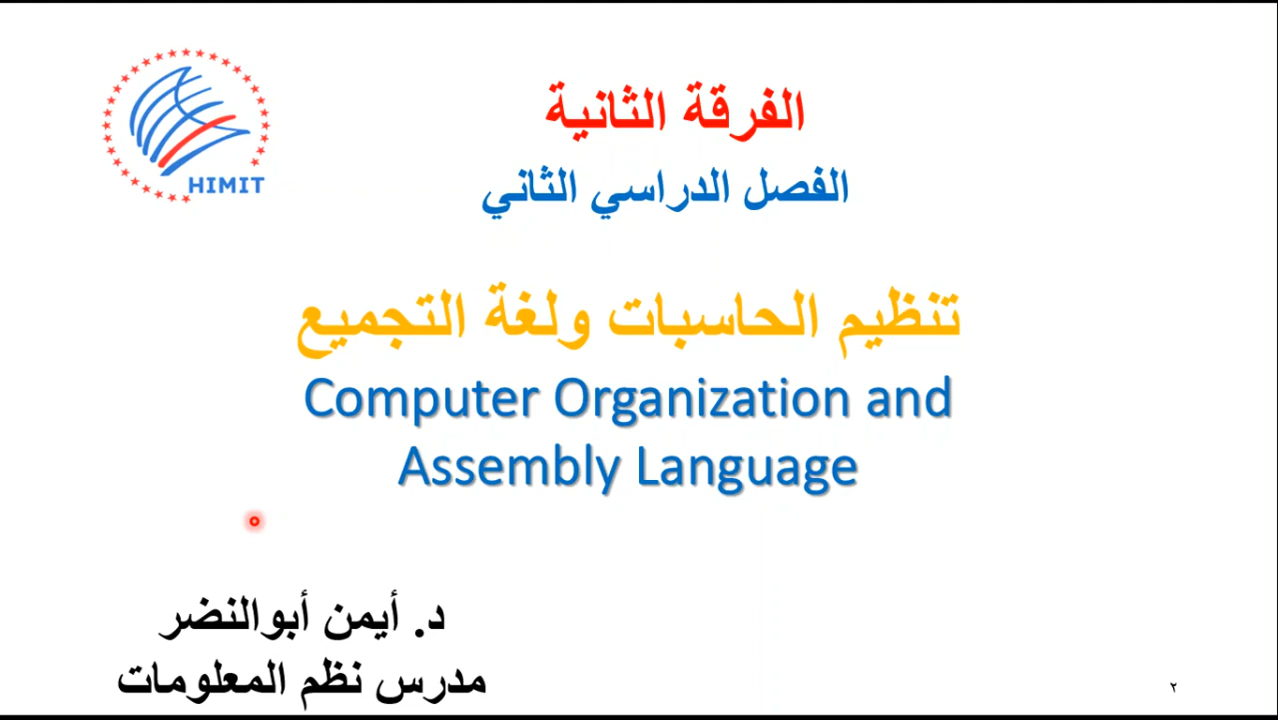 HIMIT
الفرقة الثانية
الفصل الدراسي الثاني
تنظيم الحاسبات ولغة التجميع
Computer Organization and
Assembly Language
د. أيمن أبوالنضر
مدرس نظم المعلومات
٢